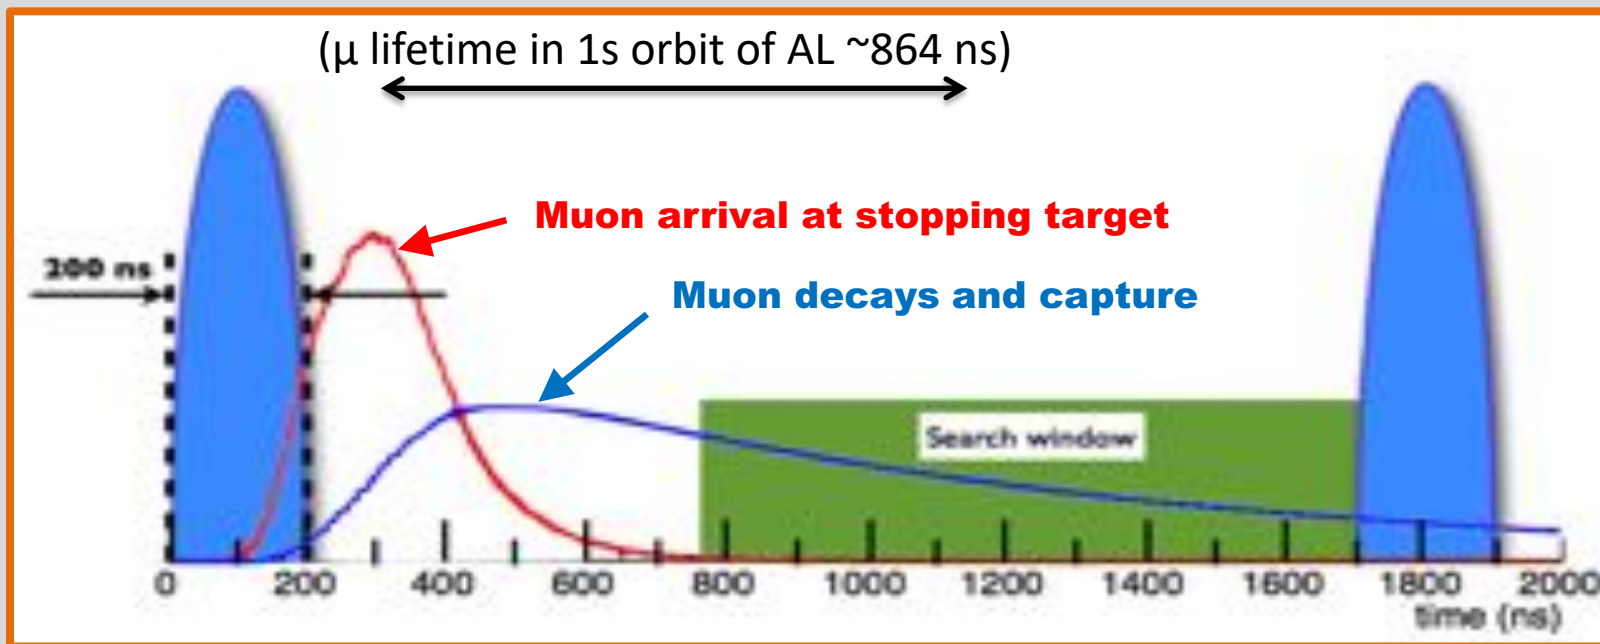 (μ lifetime in 1s orbit of AL ~864 ns)
Muon arrival at stopping target
200 ns
Muon decays and capture
Search window
0 200 400 600 800 1000 1200 1400 1600 1800 2000
time (ns)